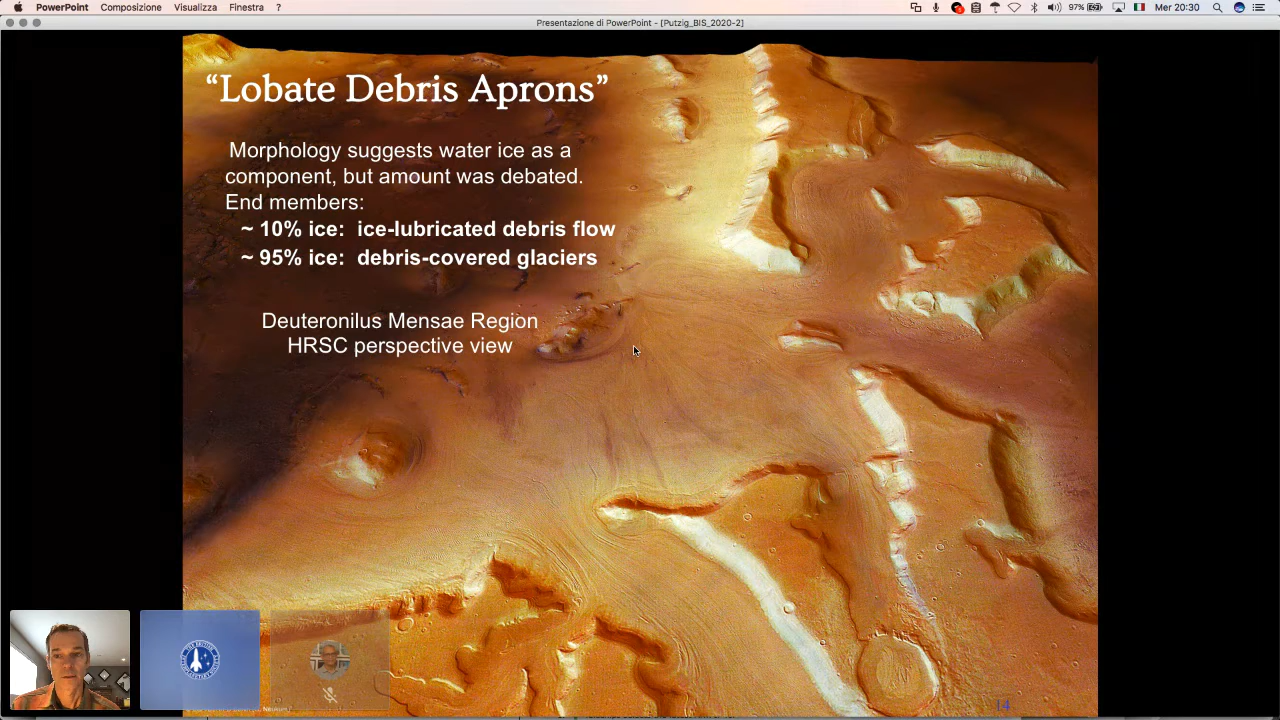 PowerPoint Composizione Visualizza Finestra ? 97% Mer 20:30
Presentazione di PowerPoint - [Putzig_BIS_2020-2]
“Lobate Debris Aprons”
Morphology suggests water ice as a
component, but amount was debated.
End members:
~ 10% ice: ice-lubricated debris flow
~ 95% ice: debris-covered glaciers
Deuteronilus Mensae Region
HRSC perspective view
14